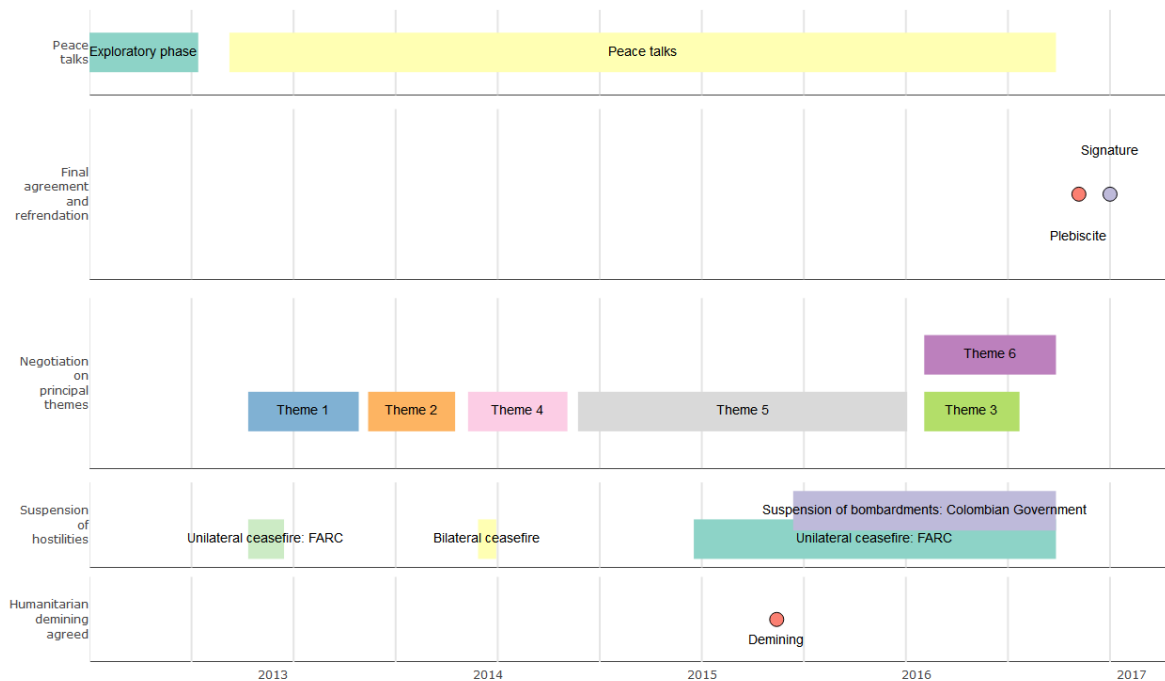 Peace
talks
Exploratory phase
Peace talks
Final
agreement
and
refrendation
Signature
Plebiscite
Negotiation
on
principal
themes
Theme 6
Theme 1
Theme 2
Theme 4
Theme 5
Theme 3
Suspension
of
hostilities
Suspension of bombardments: Colombian Government
Unilateral ceasefire: FARC
Bilateral ceasefire
Unilateral ceasefire: FARC
Humanitarian
demining
agreed
Demining
2013
2014
2015
2016
2017